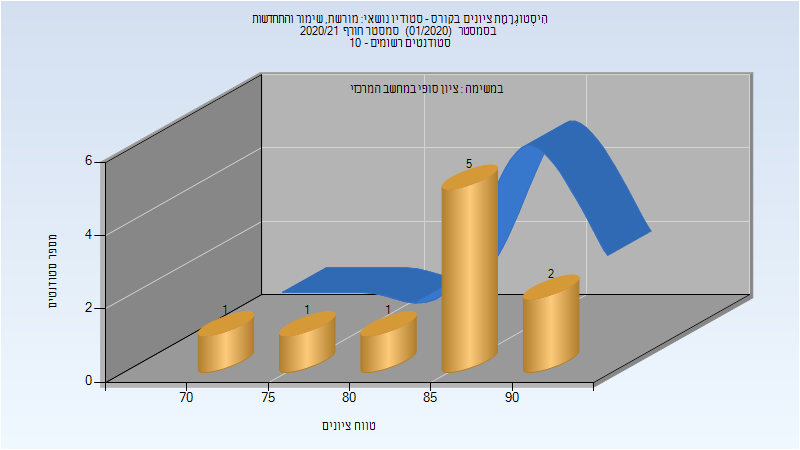 היסטוגרמת ציונים בקורס - סטודיו נושאי: מורשת, שימור והתחדשות
בסמסטר (01/2020) סמסטר חורף 2020/21
סטודנטים רשומים - 10
במשימה : ציון סופי במחשב המרכזי
6
4
2
0
מספר סטודנטים
1
1
1
5
2
70
75
80
85
90
טווח ציונים